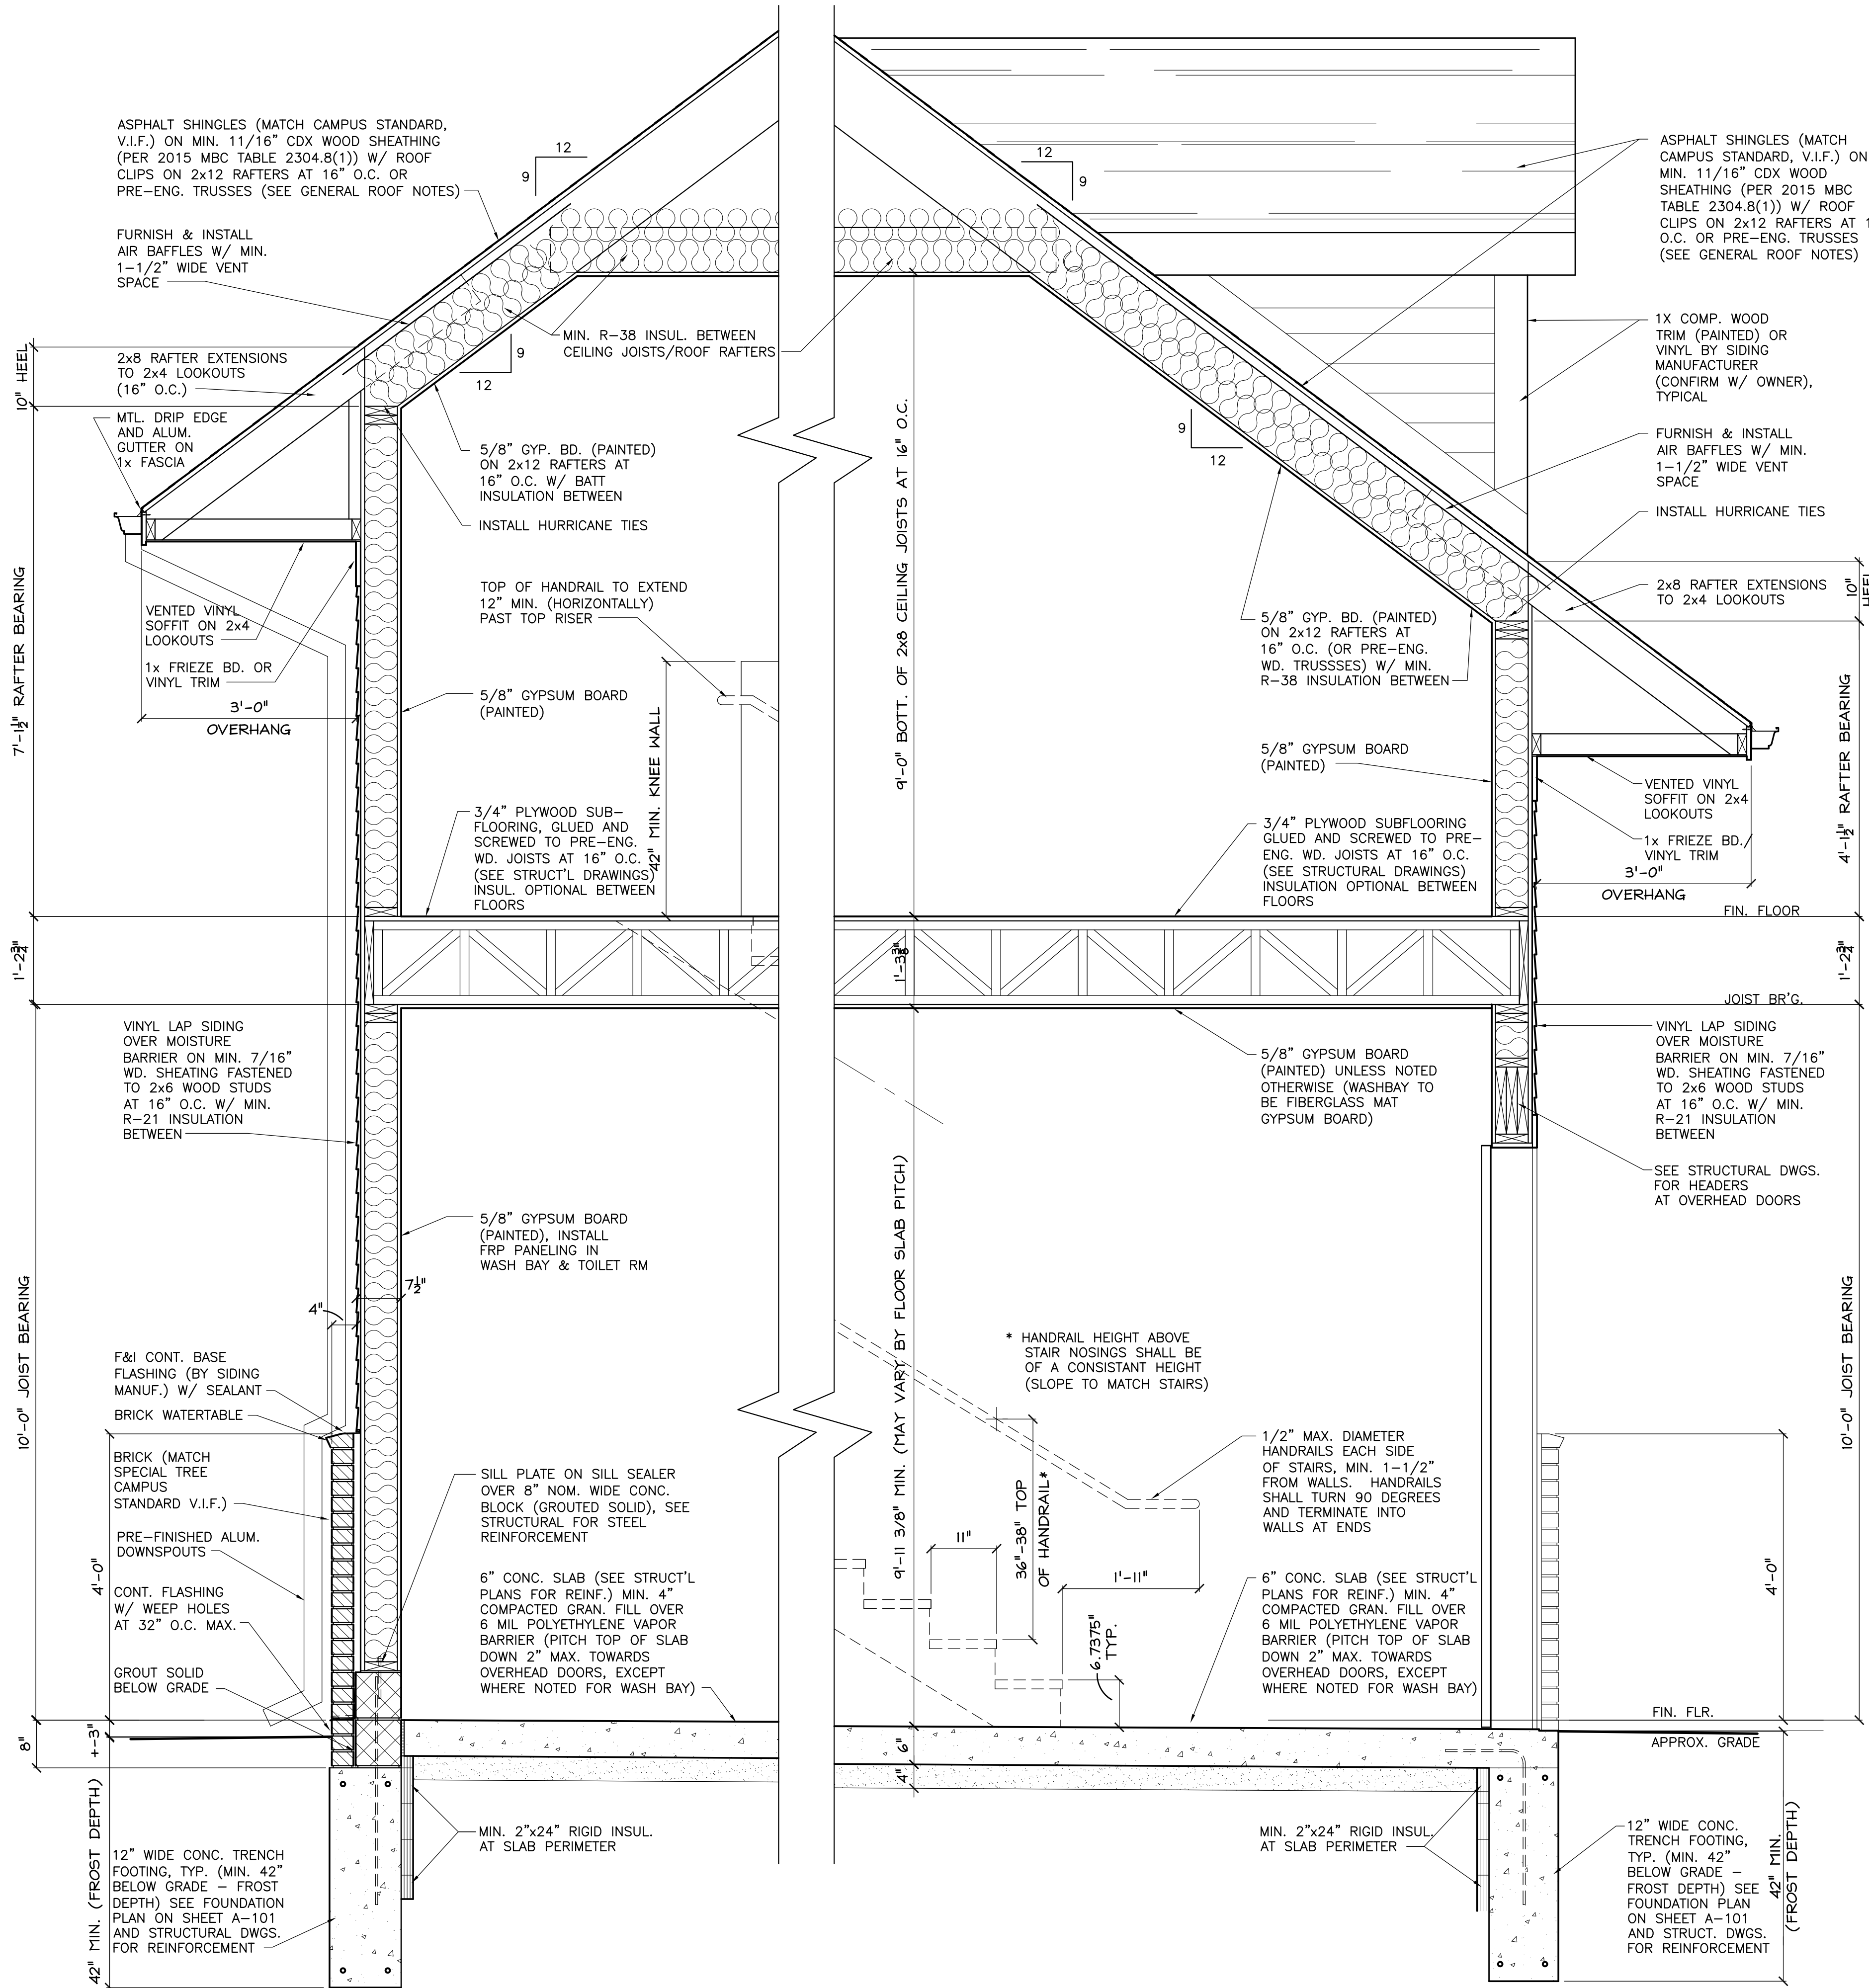 ASPHALT SHINGLES (MATCH CAMPUS STANDARD,
V.I.F.) ON MIN. 11/16" CDX WOOD SHEATHING
(PER 2015 MBC TABLE 2304.8(1)) W/ ROOF
CLIPS ON 2x12 RAFTERS AT 16" O.C. OR
PRE-ENG. TRUSSES (SEE GENERAL ROOF NOTES)
FURNISH & INSTALL
AIR BAFFLES W/ MIN.
1-1/2" WIDE VENT
SPACE
2x8 RAFTER EXTENSIONS
TO 2x4 LOOKOUTS
(16" O.C.)
MTL. DRIP EDGE
AND ALUM.
GUTTER ON
1x FASCIA
10" HEEL
7'-1½" RAFTER BEARING
1'-2¾"
10'-0" JOIST BEARING
8"
VENTED VINYL
SOFFIT ON 2x4
LOOKOUTS
1x FRIEZE BD. OR
VINYL TRIM
3'-0"
OVERHANG
VINYL LAP SIDING
OVER MOISTURE
BARRIER ON MIN. 7/16"
WD. SHEATING FASTENED
TO 2x6 WOOD STUDS
AT 16" O.C. W/ MIN.
R-21 INSULATION
BETWEEN
4"
7½"
F&I CONT. BASE
FLASHING (BY SIDING
MANUF.) W/ SEALANT
BRICK WATERTABLE
BRICK (MATCH
SPECIAL TREE
CAMPUS
STANDARD V.I.F.)
PRE-FINISHED ALUM.
DOWNSPOUTS
CONT. FLASHING
W/ WEEP HOLES
AT 32" O.C. MAX.
GROUT SOLID
BELOW GRADE
4'-0"
+-3"
42" MIN. (FROST DEPTH)
12" WIDE CONC. TRENCH
FOOTING, TYP. (MIN. 42"
BELOW GRADE – FROST
DEPTH) SEE FOUNDATION
PLAN ON SHEET A-101
AND STRUCTURAL DWGS.
FOR REINFORCEMENT
12
9
12
9
9
12
9
12
MIN. R-38 INSUL. BETWEEN
CEILING JOISTS/ROOF RAFTERS
5/8" GYP. BD. (PAINTED)
ON 2x12 RAFTERS AT
16" O.C. W/ BATT
INSULATION BETWEEN
INSTALL HURRICANE TIES
TOP OF HANDRAIL TO EXTEND
12" MIN. (HORIZONTALLY)
PAST TOP RISER
5/8" GYPSUM BOARD
(PAINTED)
42" MIN. KNEE WALL
3/4" PLYWOOD SUB-
FLOORING, GLUED AND
SCREWED TO PRE-ENG.
WD. JOISTS AT 16" O.C.
(SEE STRUCT'L DRAWINGS)
INSUL. OPTIONAL BETWEEN
FLOORS
5/8" GYPSUM BOARD
(PAINTED), INSTALL
FRP PANELING IN
WASH BAY & TOILET RM
SILL PLATE ON SILL SEALER
OVER 8" NOM. WIDE CONC.
BLOCK (GROUTED SOLID), SEE
STRUCTURAL FOR STEEL
REINFORCEMENT
6" CONC. SLAB (SEE STRUCT'L
PLANS FOR REINF.) MIN. 4"
COMPACTED GRAN. FILL OVER
6 MIL POLYETHYLENE VAPOR
BARRIER (PITCH TOP OF SLAB
DOWN 2" MAX. TOWARDS
OVERHEAD DOORS, EXCEPT
WHERE NOTED FOR WASH BAY)
MIN. 2"x24" RIGID INSUL.
AT SLAB PERIMETER
9'-0" BOTT. OF 2x8 CEILING JOISTS AT 16" O.C.
1'-3⅜"
9'-11 3/8" MIN. (MAY VARY BY FLOOR SLAB PITCH)
6"
4"
5/8" GYP. BD. (PAINTED)
ON 2x12 RAFTERS AT
16" O.C. (OR PRE-ENG.
WD. TRUSSSES) W/ MIN.
R-38 INSULATION BETWEEN
5/8" GYPSUM BOARD
(PAINTED)
3/4" PLYWOOD SUBFLOORING
GLUED AND SCREWED TO PRE-
ENG. WD. JOISTS AT 16" O.C.
(SEE STRUCTURAL DRAWINGS)
INSULATION OPTIONAL BETWEEN
FLOORS
5/8" GYPSUM BOARD
(PAINTED) UNLESS NOTED
OTHERWISE (WASHBAY TO
BE FIBERGLASS MAT
GYPSUM BOARD)
* HANDRAIL HEIGHT ABOVE
STAIR NOSINGS SHALL BE
OF A CONSISTANT HEIGHT
(SLOPE TO MATCH STAIRS)
1/2" MAX. DIAMETER
HANDRAILS EACH SIDE
OF STAIRS, MIN. 1-1/2"
FROM WALLS. HANDRAILS
SHALL TURN 90 DEGREES
AND TERMINATE INTO
WALLS AT ENDS
11"
36"-38" TOP
OF HANDRAIL*
1'-11"
6.7375"
TYP.
6" CONC. SLAB (SEE STRUCT'L
PLANS FOR REINF.) MIN. 4"
COMPACTED GRAN. FILL OVER
6 MIL POLYETHYLENE VAPOR
BARRIER (PITCH TOP OF SLAB
DOWN 2" MAX. TOWARDS
OVERHEAD DOORS, EXCEPT
WHERE NOTED FOR WASH BAY)
MIN. 2"x24" RIGID INSUL.
AT SLAB PERIMETER
ASPHALT SHINGLES (MATCH
CAMPUS STANDARD, V.I.F.) ON
MIN. 11/16" CDX WOOD
SHEATHING (PER 2015 MBC
TABLE 2304.8(1)) W/ ROOF
CLIPS ON 2x12 RAFTERS AT
O.C. OR PRE-ENG. TRUSSES
(SEE GENERAL ROOF NOTES)
1X COMP. WOOD
TRIM (PAINTED) OR
VINYL BY SIDING
MANUFACTURER
(CONFIRM W/ OWNER),
TYPICAL
FURNISH & INSTALL
AIR BAFFLES W/ MIN.
1-1/2" WIDE VENT
SPACE
INSTALL HURRICANE TIES
2x8 RAFTER EXTENSIONS
TO 2x4 LOOKOUTS
10"
HEEL
4'-1½" RAFTER BEARING
VENTED VINYL
SOFFIT ON 2x4
LOOKOUTS
1x FRIEZE BD./
VINYL TRIM
3'-0"
OVERHANG
FIN. FLOOR
1'-2¾"
JOIST BR'G.
VINYL LAP SIDING
OVER MOISTURE
BARRIER ON MIN. 7/16"
WD. SHEATING FASTENED
TO 2x6 WOOD STUDS
AT 16" O.C. W/ MIN.
R-21 INSULATION
BETWEEN
SEE STRUCTURAL DWGS.
FOR HEADERS
AT OVERHEAD DOORS
10'-0" JOIST BEARING
4'-0"
FIN. FLR.
APPROX. GRADE
12" WIDE CONC.
TRENCH FOOTING,
TYP. (MIN. 42"
BELOW GRADE –
FROST DEPTH) SEE
FOUNDATION PLAN
ON SHEET A-101
AND STRUCT. DWGS.
FOR REINFORCEMENT
42" MIN.
(FROST DEPTH)